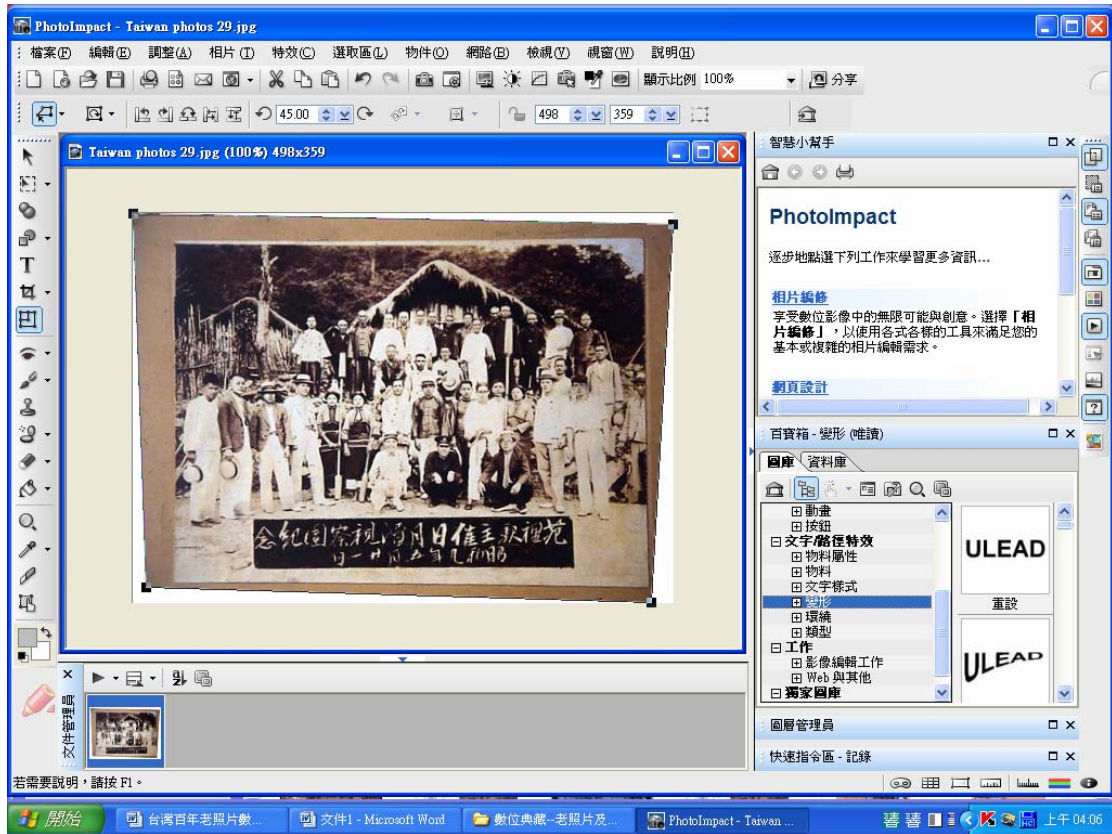 PhotoImpact - Taiwan photos 29.jpg
檔案(F) 編輯(E) 調整(A) 相片(I) 特效(C) 選取區(L) 物件(O) 網路(B) 檢視(V) 視窗(W) 說明(H)
顯示比例 100% 分享
45.00 498 359
Taiwan photos 29.jpg (100%) 498x359
念紀團察視潭月日催主
日一廿月五年九和昭
智慧小幫手
PhotoImpact
逐步地點選下列工作來學習更多資訊...
相片編修
享受數位影像中的無限可能與創意。選擇「相
片編修」，以使用各式各樣的工具來滿足您的
基本或複雜的相片編輯需求。
網頁設計
百寶箱 - 變形 (唯讀)
圖庫 資料庫
動畫
按鈕
文字/路徑特效
物料屬性
物料
文字樣式
變形
環繞
類型
工作
影像編輯工作
Web 與其他
獨家圖庫
ULEAD
重設
ULEAD
圖層管理員
快速指令區 - 記錄
文件管理員
若需要說明，請按 F1。
開始 台灣百年老照片數... 文件1 - Microsoft Word 數位典藏--老照片及... PhotoImpact - Taiwan ... 上午 04:06